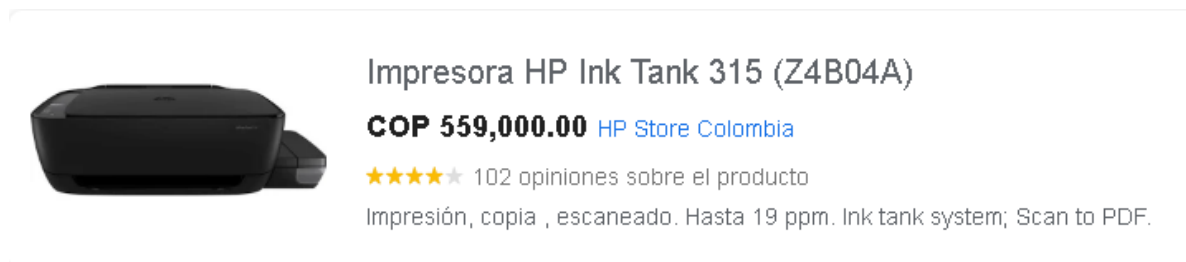 Impresora HP Ink Tank 315 (Z4B04A)
COP 559,000.00 HP Store Colombia
102 opiniones sobre el producto
Impresión, copia , escaneado. Hasta 19 ppm. Ink tank system; Scan to PDF.